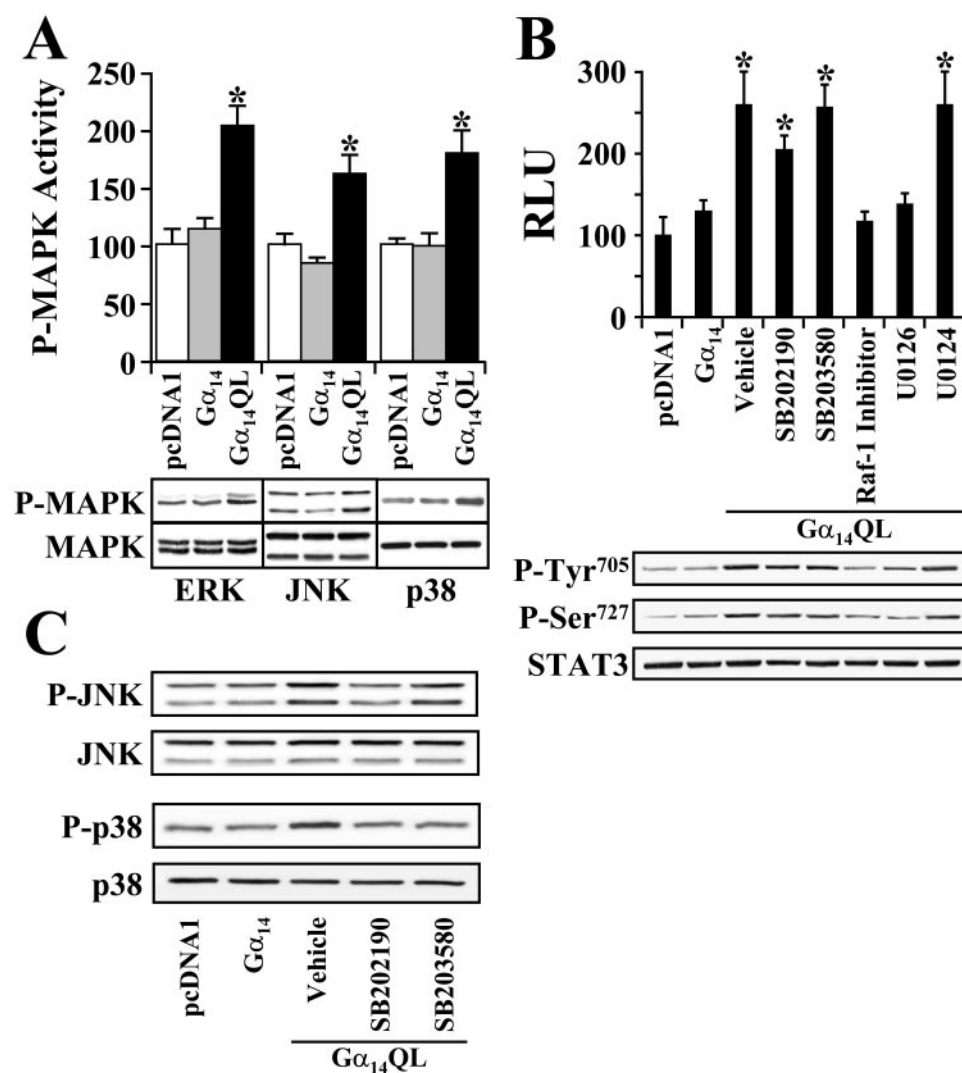 A
P-MAPK Activity
250
200
150
100
50
0
* * *
pcDNA1 Gα14 Gα14QL pcDNA1 Gα14 Gα14QL pcDNA1 Gα14 Gα14QL
P-MAPK
MAPK
ERK JNK p38
B
RLU
300
200
100
0
* * * *
pcDNA1 Gα14 Vehicle SB202190 SB203580 Raf-1 Inhibitor U0126 U0124
Gα14QL
P-Tyr705
P-Ser727
STAT3
C
P-JNK
JNK
P-p38
p38
pcDNA1 Gα14 Vehicle SB202190 SB203580
Gα14QL